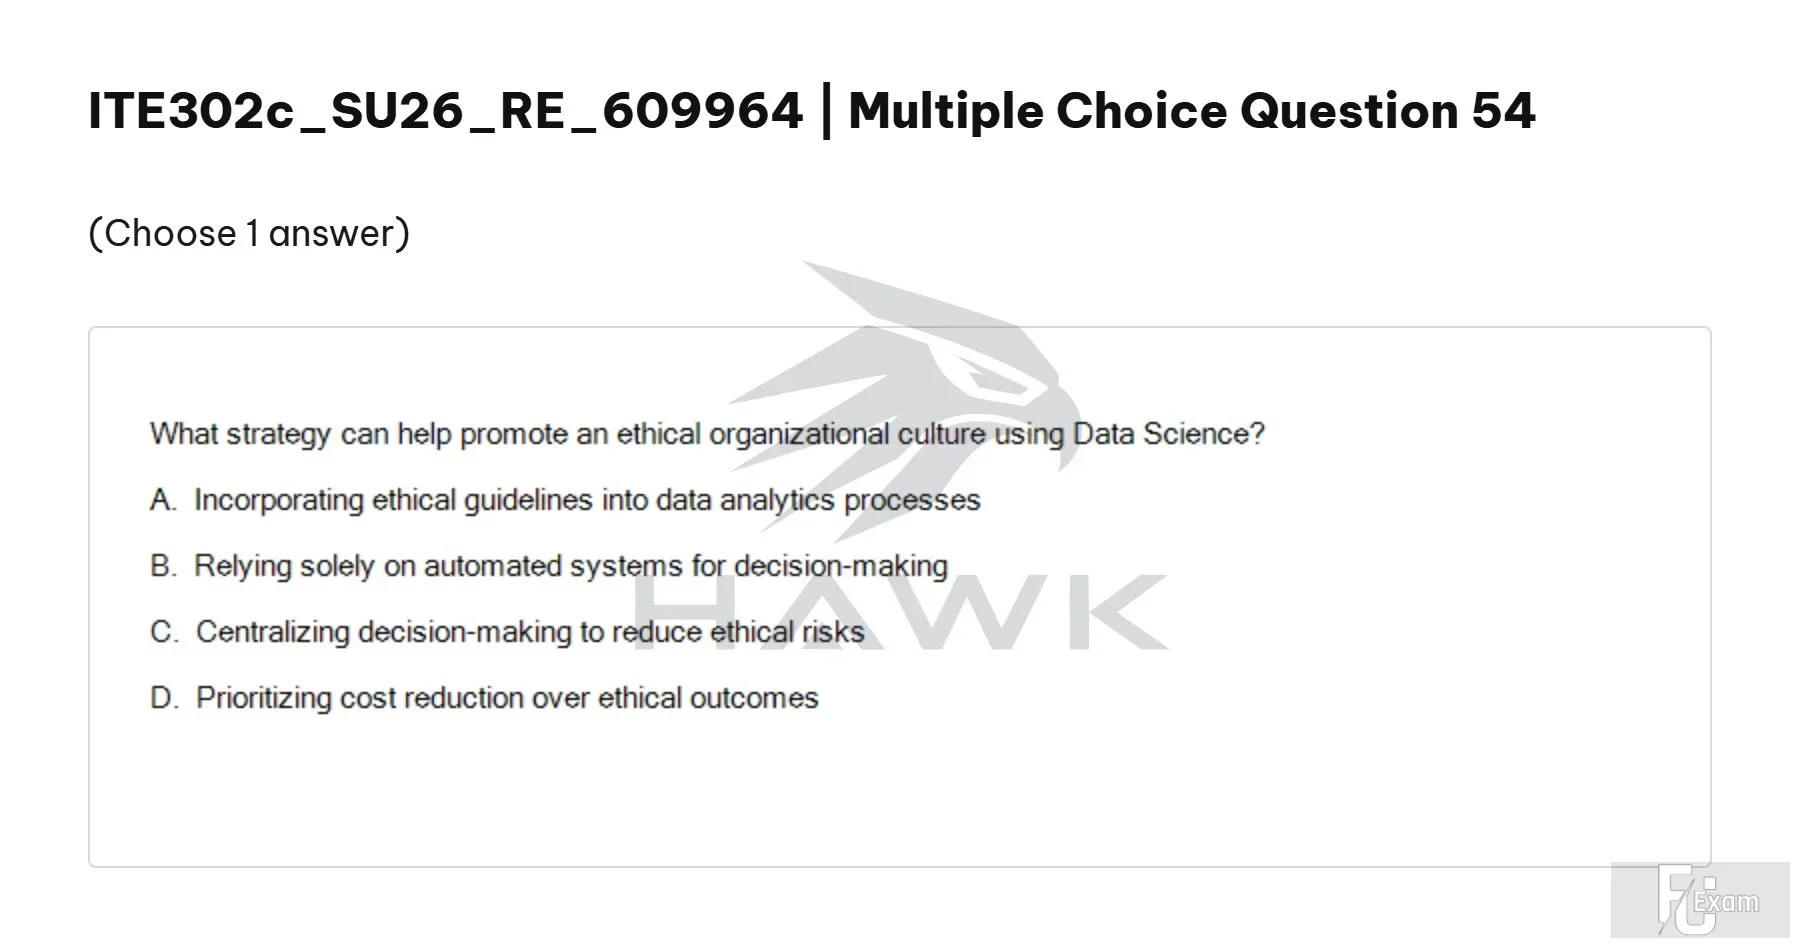 ITE302c_SU26_RE_609964 | Multiple Choice Question 54
(Choose 1 answer)
What strategy can help promote an ethical organizational culture using Data Science?
A. Incorporating ethical guidelines into data analytics processes
B. Relying solely on automated systems for decision-making
C. Centralizing decision-making to reduce ethical risks
D. Prioritizing cost reduction over ethical outcomes
HAWK
FU Exam